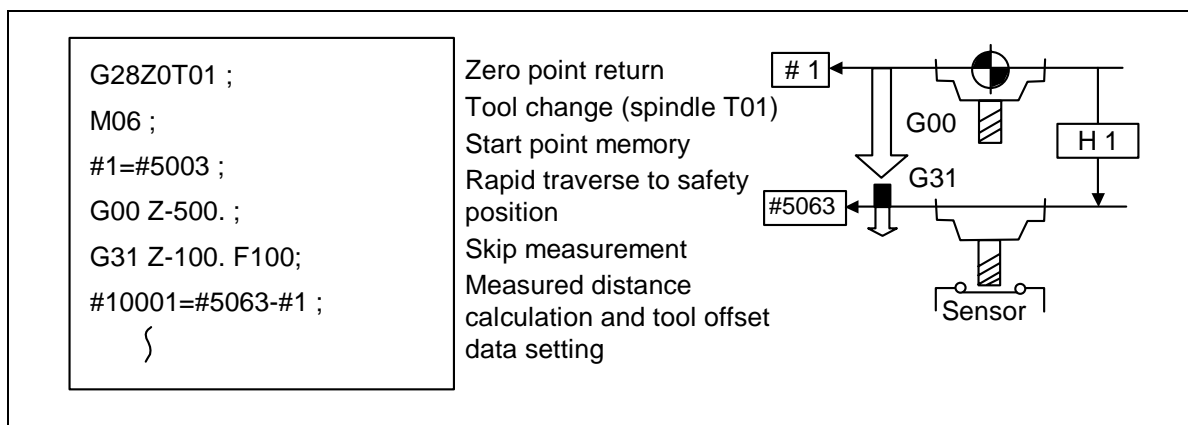 G28Z0T01 ;
M06 ;
#1=#5003 ;
G00 Z-500. ;
G31 Z-100. F100;
#10001=#5063-#1 ;
Zero point return
Tool change (spindle T01)
Start point memory
Rapid traverse to safety
position
Skip measurement
Measured distance
calculation and tool offset
data setting
# 1
G00
H 1
G31
#5063
Sensor